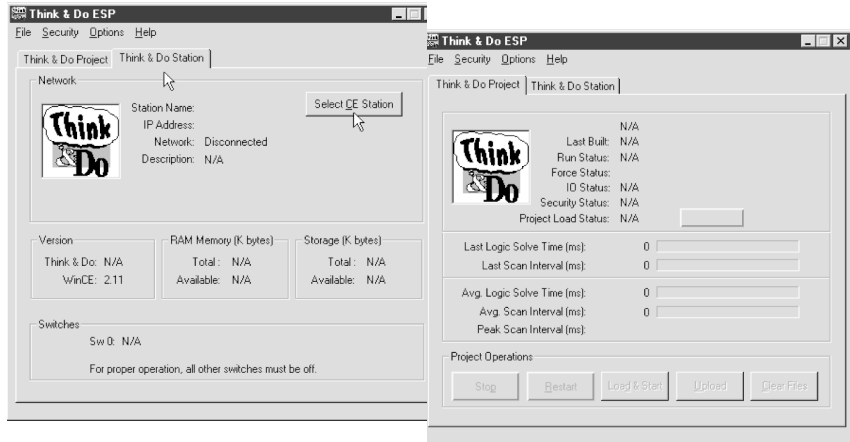 Think & Do ESP
File Security Options Help
Think & Do Project Think & Do Station
Network
Think
Do
Station Name:
IP Address:
Network: Disconnected
Description: N/A
Select CE Station
Version
Think & Do: N/A
WinCE: 2.11
RAM Memory (K bytes)
Total: N/A
Available: N/A
Storage (K bytes)
Total: N/A
Available: N/A
Switches
Sw 0: N/A
For proper operation, all other switches must be off.
Think & Do ESP
File Security Options Help
Think & Do Project Think & Do Station
Think
Do
N/A
Last Built: N/A
Run Status: N/A
Force Status:
IO Status: N/A
Security Status: N/A
Project Load Status: N/A
Last Logic Solve Time (ms): 0
Last Scan Interval (ms): 0
Avg. Logic Solve Time (ms): 0
Avg. Scan Interval (ms): 0
Peak Scan Interval (ms):
Project Operations
Stop Restart Load & Start Upload Clear Files